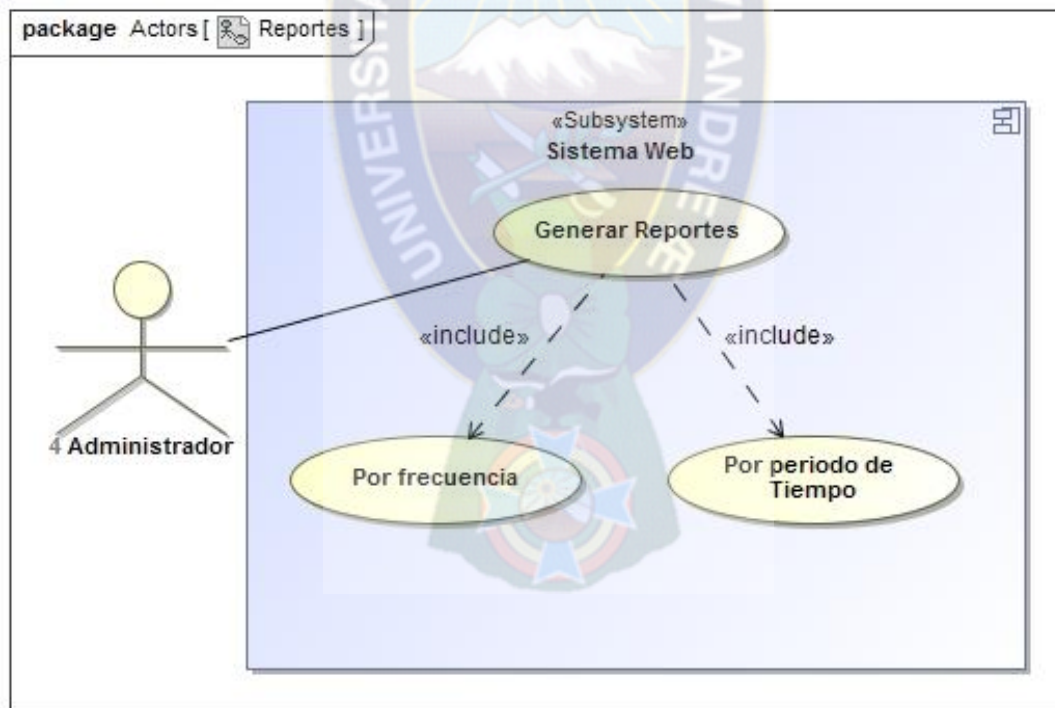 package Actors [ Reportes ]
«Subsystem»
Sistema Web
Generar Reportes
«include» «include»
4 Administrador
Por frecuencia
Por periodo de
Tiempo